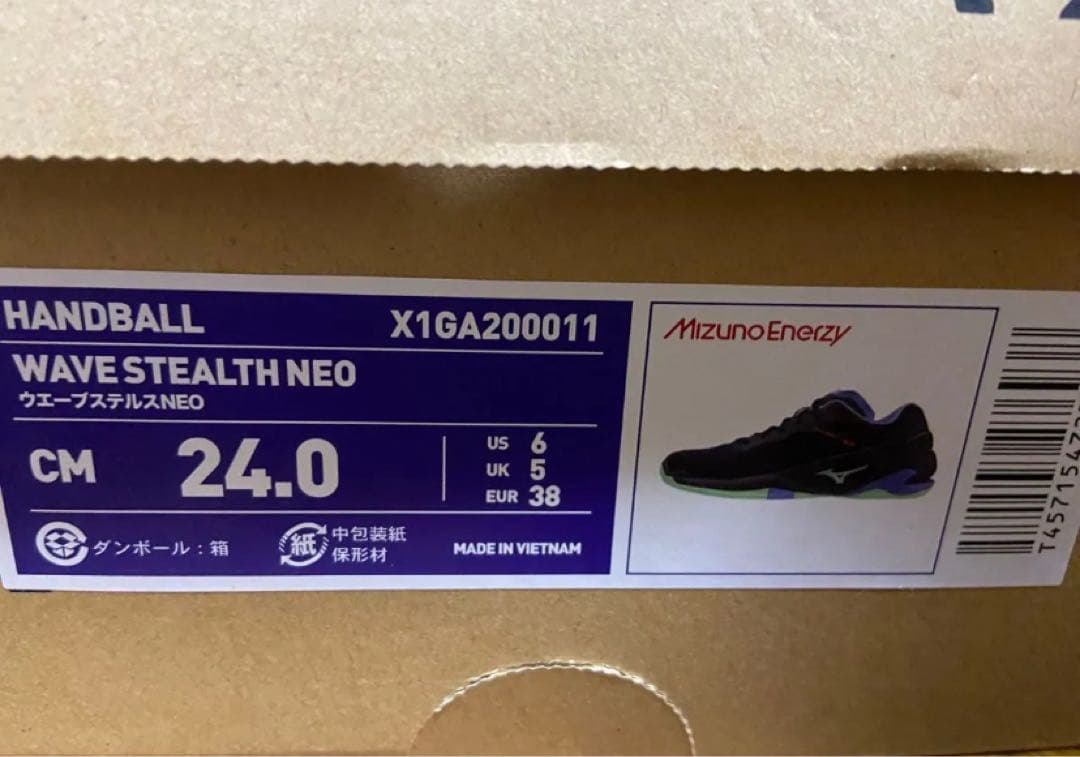 HANDBALL X1GA200011
WAVE STEALTH NEO
ウエーブステルスNEO
CM 24.0
US 6
UK 5
EUR 38
ダンボール：箱
紙 中包装紙
保形材
MADE IN VIETNAM
Mizuno Enerzy